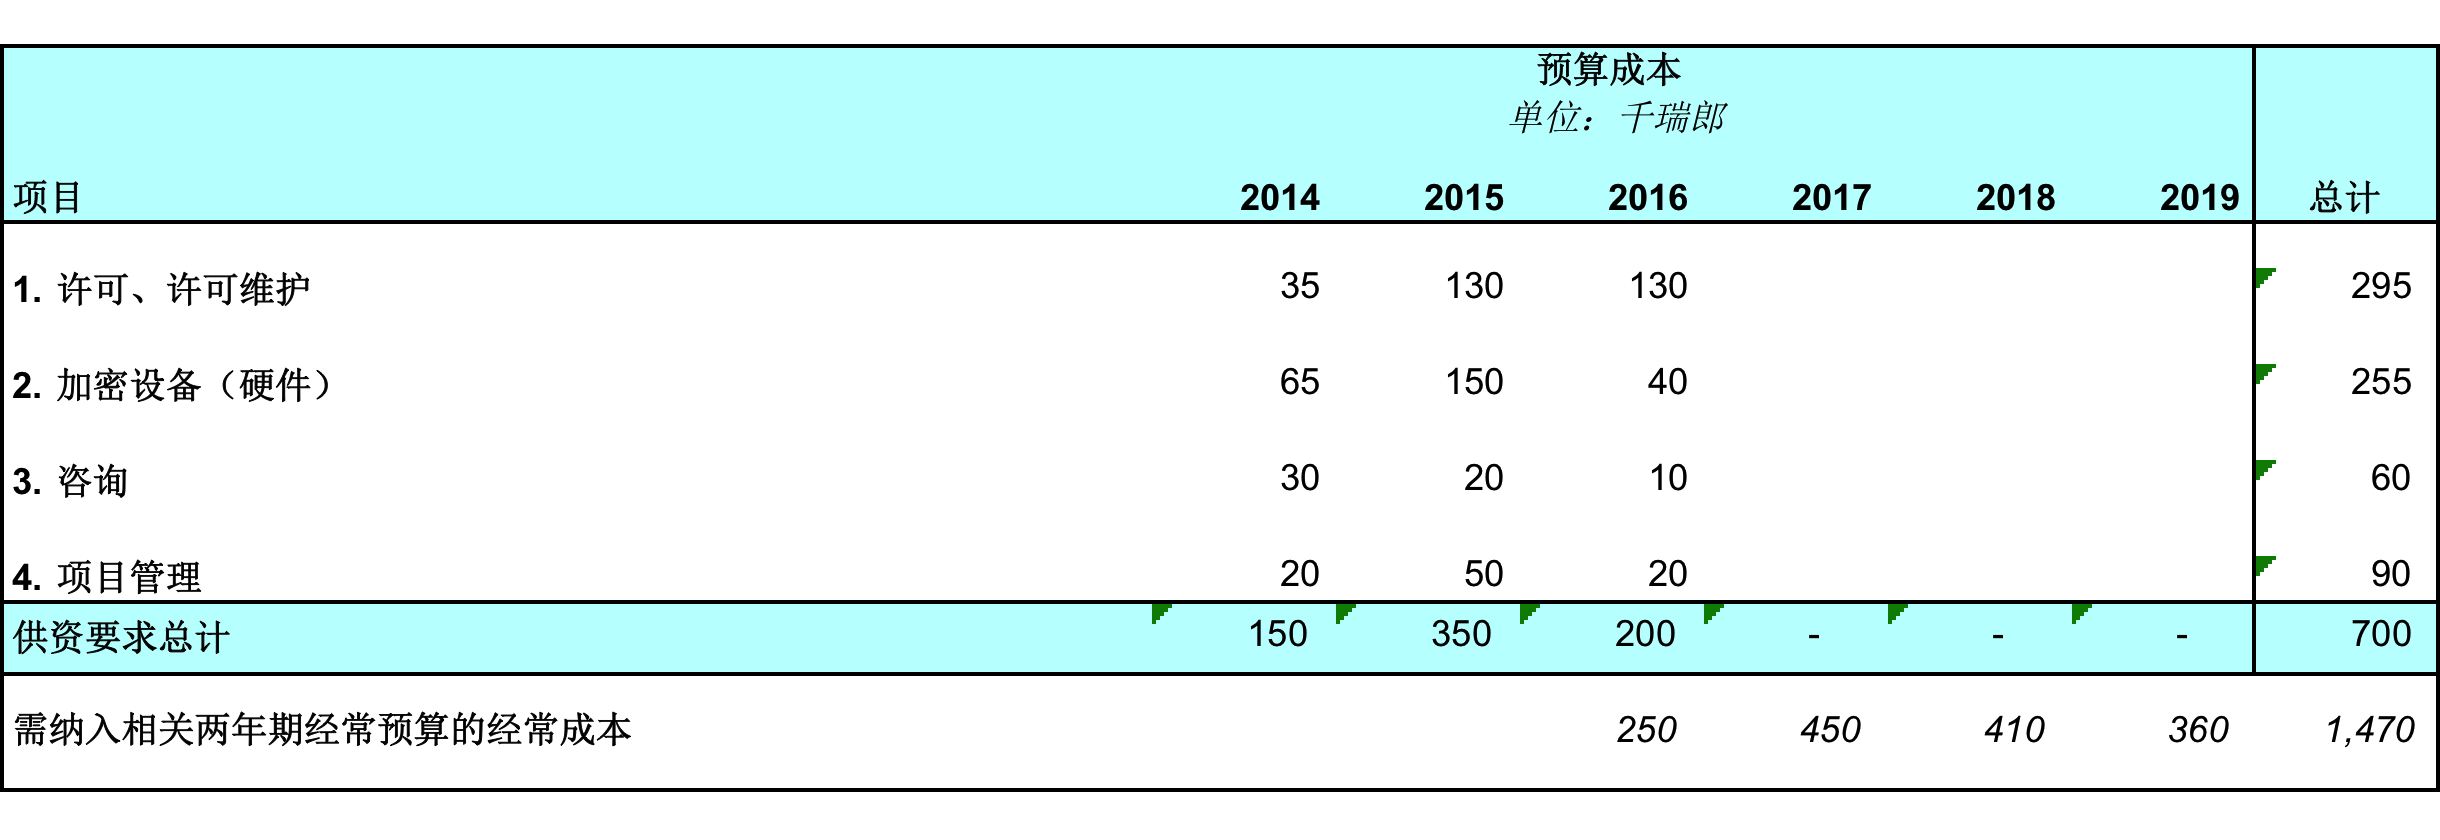 预算成本
单位：千瑞郎
项目 2014 2015 2016 2017 2018 2019 总计
1. 许可、许可维护 35 130 130 295
2. 加密设备（硬件） 65 150 40 255
3. 咨询 30 20 10 60
4. 项目管理 20 50 20 90
供资要求总计 150 350 200 - - - 700
需纳入相关两年期经常预算的经常成本 250 450 410 360 1,470